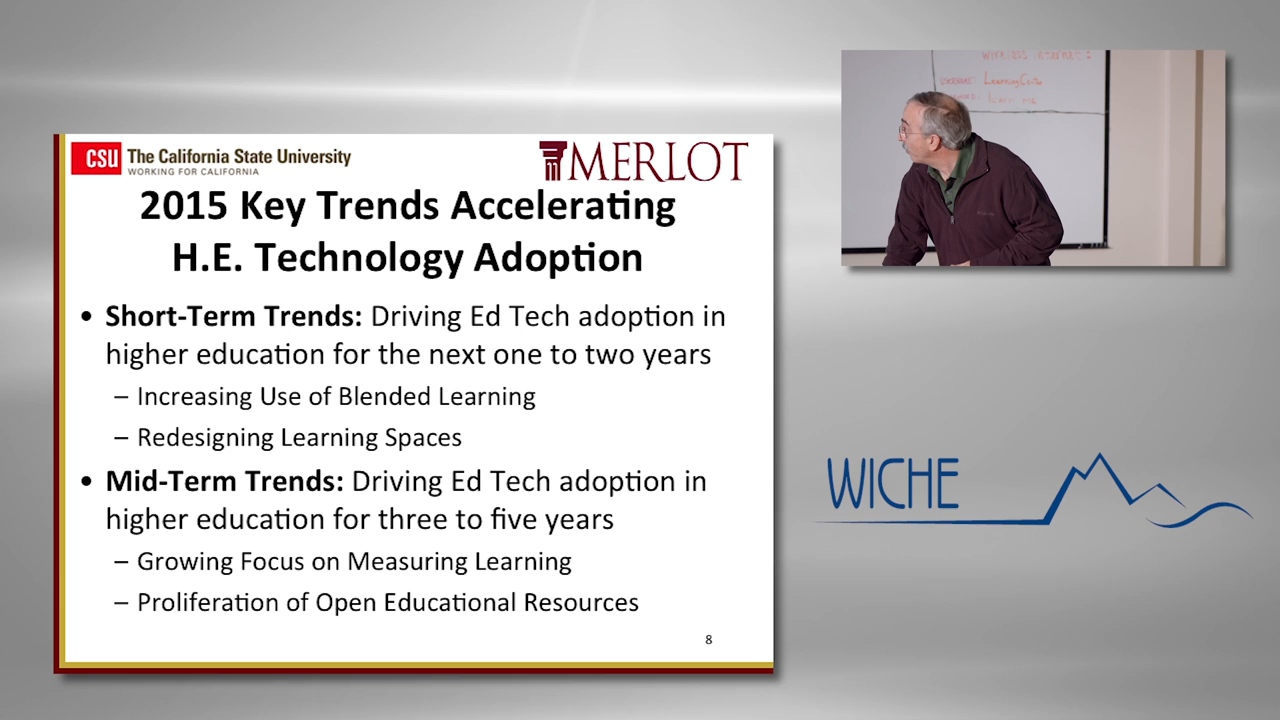 CSU The California State University
WORKING FOR CALIFORNIA
MERLOT
2015 Key Trends Accelerating
H.E. Technology Adoption
• Short-Term Trends: Driving Ed Tech adoption in
higher education for the next one to two years
– Increasing Use of Blended Learning
– Redesigning Learning Spaces
• Mid-Term Trends: Driving Ed Tech adoption in
higher education for three to five years
– Growing Focus on Measuring Learning
– Proliferation of Open Educational Resources
8
WICHE